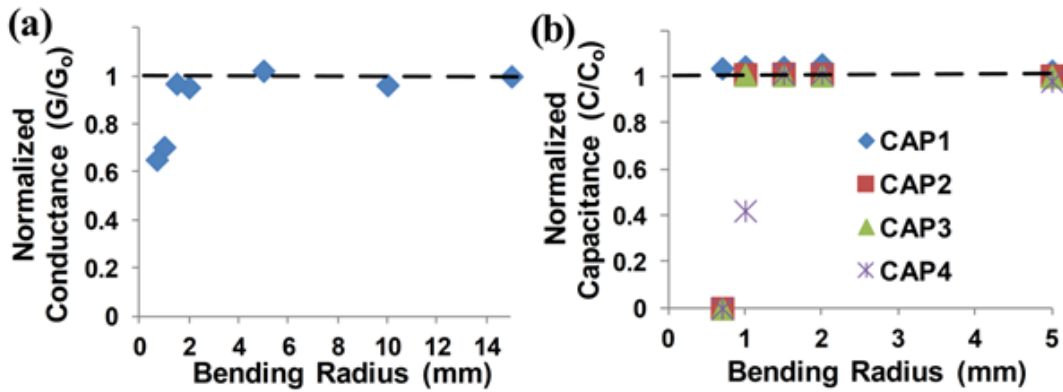 (a)
Normalized
Conductance (G/Go)
1
0.8
0.6
0.4
0.2
0
0 2 4 6 8 10 12 14
Bending Radius (mm)
(b)
Normalized
Capacitance (C/Co)
1
0.8
0.6
0.4
0.2
0
CAP1
CAP2
CAP3
CAP4
0 1 2 3 4 5
Bending Radius (mm)